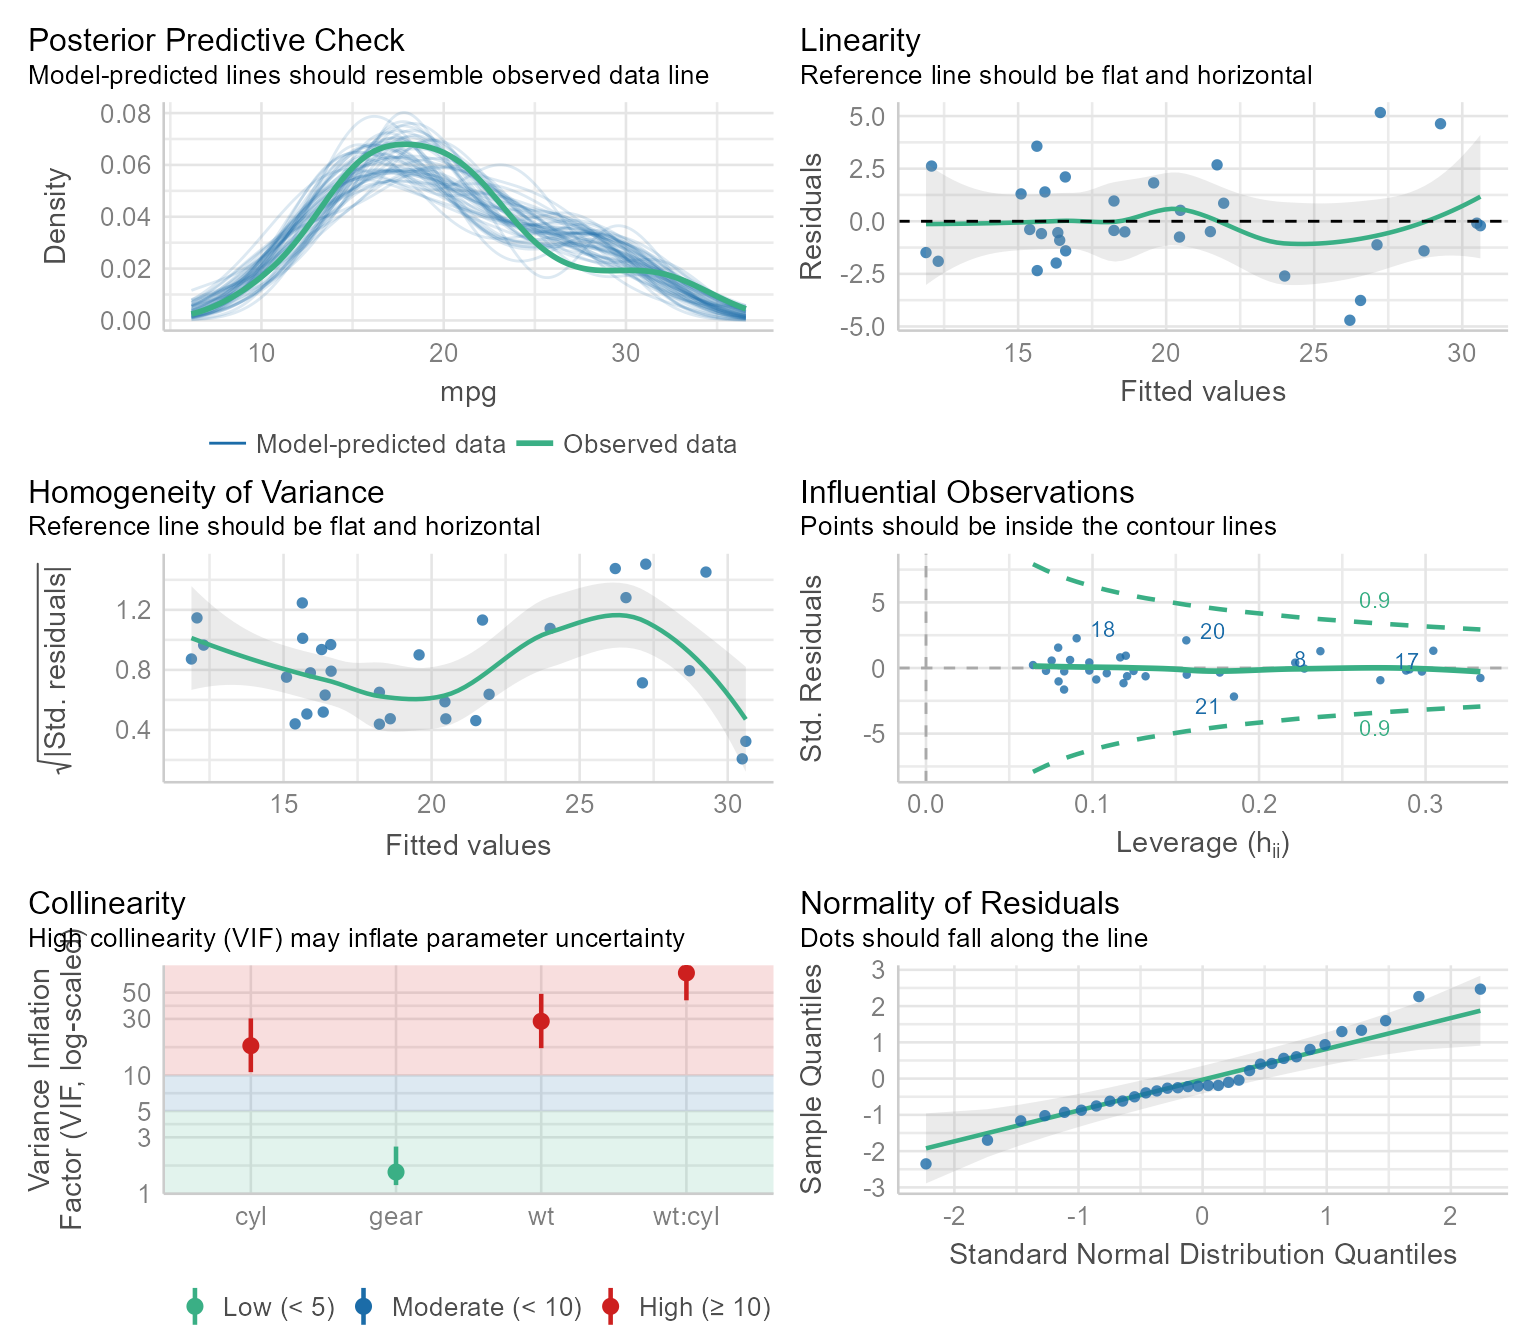 Posterior Predictive Check
Model-predicted lines should resemble observed data line
0.08
0.06
0.04
0.02
0.00
Density
10 20 30
mpg
Model-predicted data Observed data
Linearity
Reference line should be flat and horizontal
5.0
2.5
0.0
-2.5
-5.0
Residuals
15 20 25 30
Fitted values
Homogeneity of Variance
Reference line should be flat and horizontal
1.2
0.8
0.4
√|Std. residuals|
15 20 25 30
Fitted values
Influential Observations
Points should be inside the contour lines
5
0
-5
Std. Residuals
0.9
18 20
8 17
21
0.9
0.0 0.1 0.2 0.3
Leverage (hii)
Collinearity
High collinearity (VIF) may inflate parameter uncertainty
Variance Inflation
Factor (VIF, log-scaled)
50
30
10
5
3
1
cyl gear wt wt:cyl
Low (< 5) Moderate (< 10) High (≥ 10)
Normality of Residuals
Dots should fall along the line
3
2
1
0
-1
-2
-3
Sample Quantiles
-2 -1 0 1 2
Standard Normal Distribution Quantiles